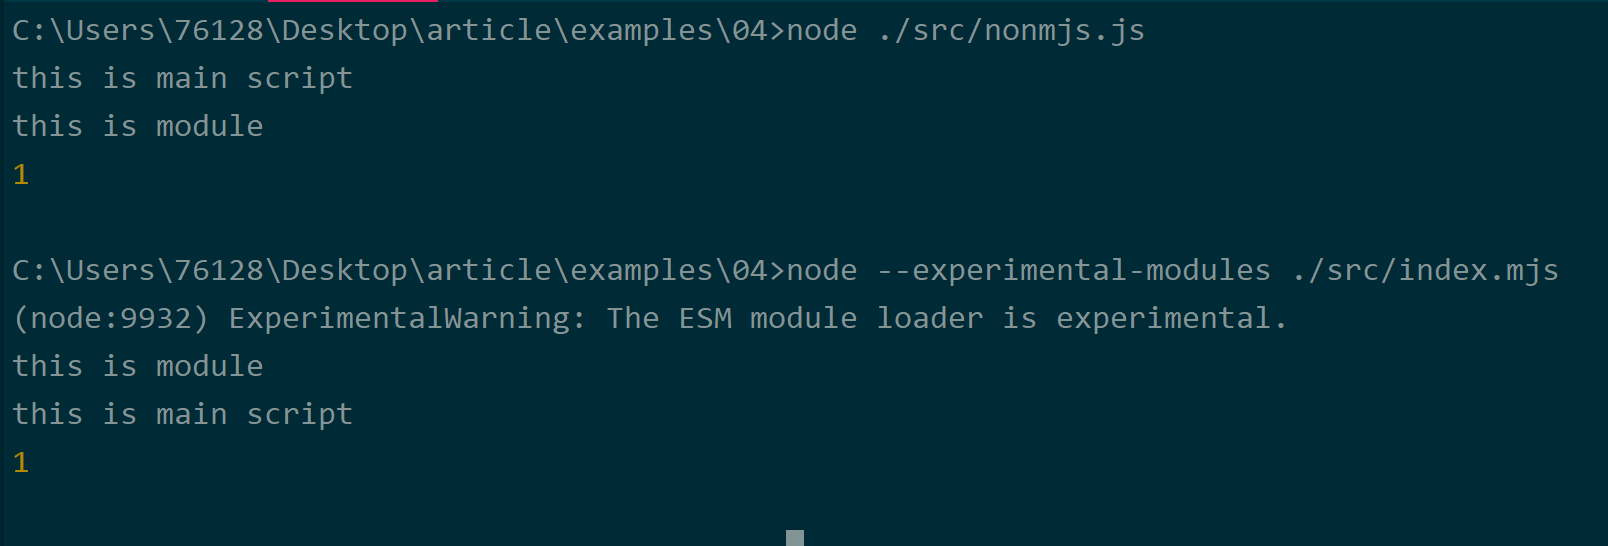 C:\Users\76128\Desktop\article\examples\04>node ./src/nonmjs.js
this is main script
this is module
1
C:\Users\76128\Desktop\article\examples\04>node --experimental-modules ./src/index.mjs
(node:9932) ExperimentalWarning: The ESM module loader is experimental.
this is module
this is main script
1